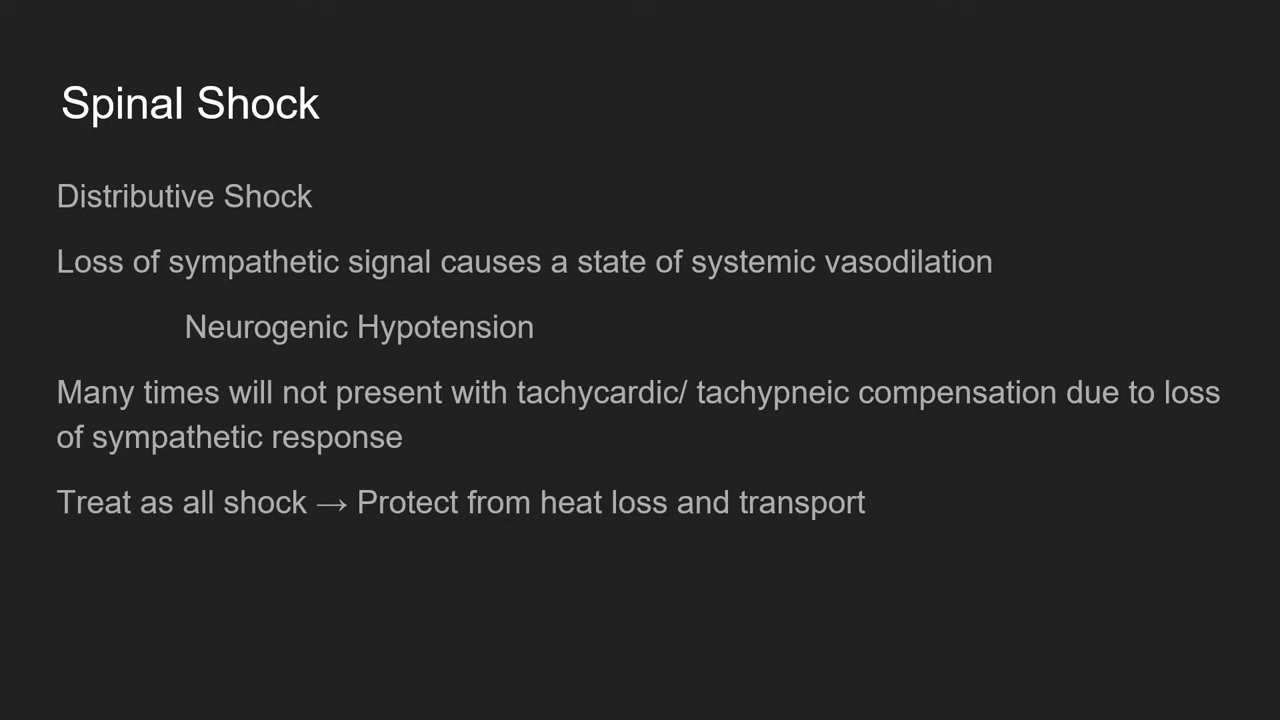 Spinal Shock
Distributive Shock
Loss of sympathetic signal causes a state of systemic vasodilation
Neurogenic Hypotension
Many times will not present with tachycardic/ tachypneic compensation due to loss
of sympathetic response
Treat as all shock → Protect from heat loss and transport